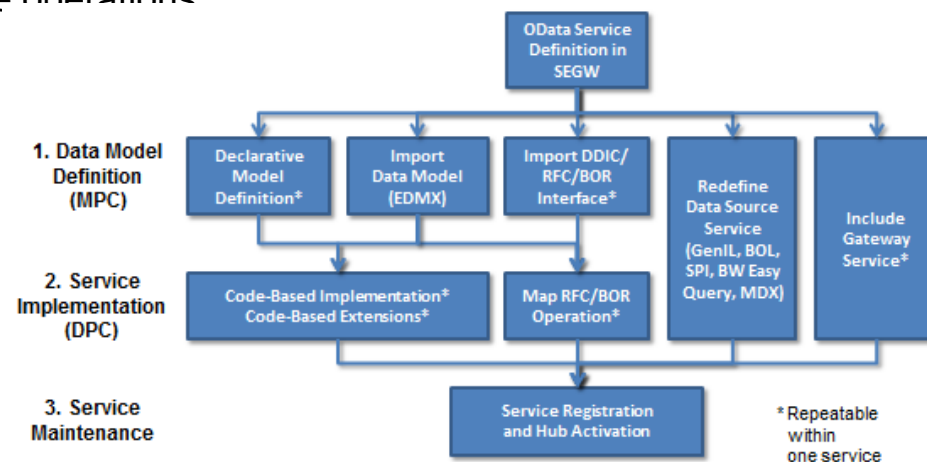 OData Service
Definition in
SEGW
1. Data Model
Definition
(MPC)
Declarative
Model
Definition*
Import
Data Model
(EDMX)
Import DDIC/
RFC/BOR
Interface*
Redefine
Data Source
Service
(GenIL, BOL,
SPI, BW Easy
Query, MDX)
Include
Gateway
Service*
2. Service
Implementation
(DPC)
Code-Based Implementation*
Code-Based Extensions*
Map RFC/BOR
Operation*
3. Service
Maintenance
Service Registration
and Hub Activation
* Repeatable
within
one service